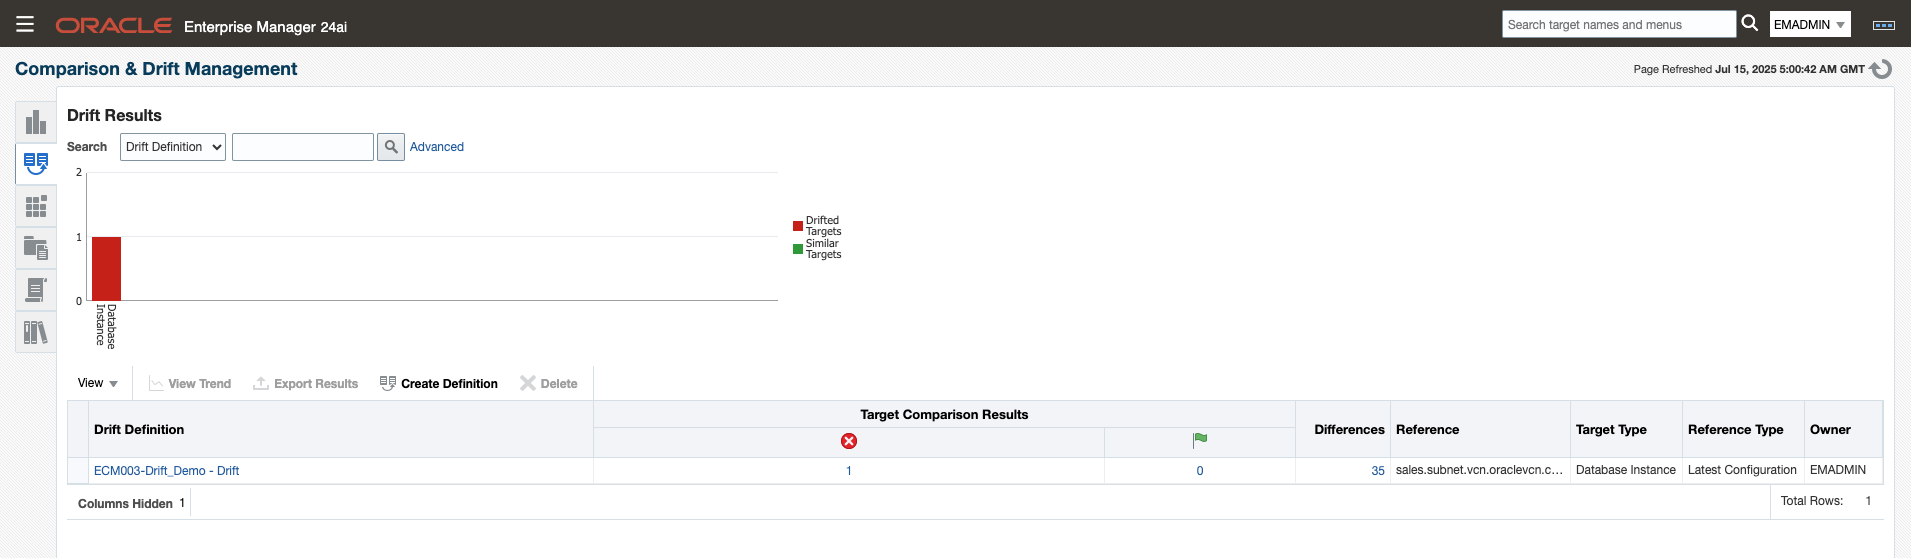 ORACLE Enterprise Manager 24ai
Search target names and menus
EMADMIN
Comparison & Drift Management
Page Refreshed Jul 15, 2025 5:00:42 AM GMT
Drift Results
Search Drift Definition Advanced
2
1
0
Database
Instance
Drifted
Targets
Similar
Targets
View View Trend Export Results Create Definition Delete
Drift Definition Target Comparison Results Differences Reference Target Type Reference Type Owner
ECM003-Drift_Demo - Drift 1 0 35 sales.subnet.vcn.oraclevcn.c... Database Instance Latest Configuration EMADMIN
Columns Hidden 1
Total Rows: 1